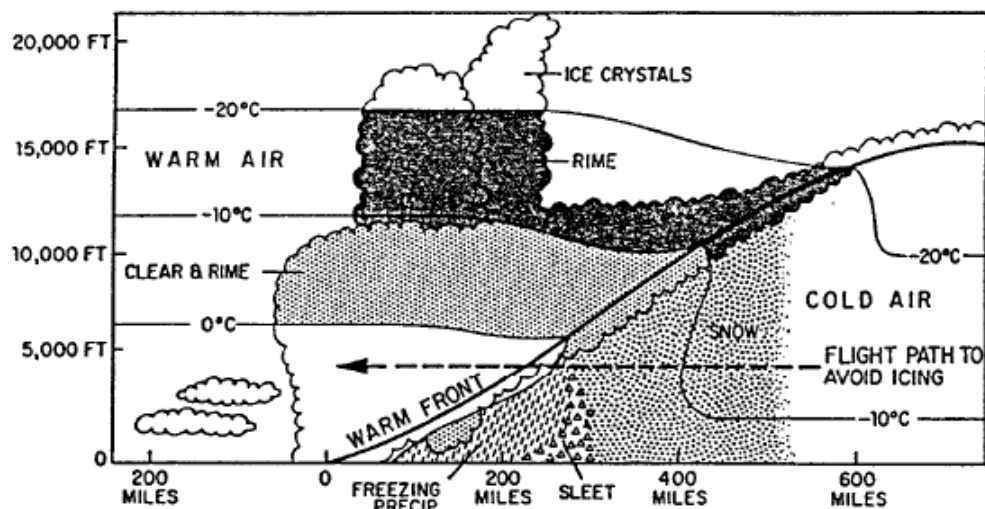 20,000 FT
ICE CRYSTALS
-20°C
15,000 FT
WARM AIR
RIME
-10°C
10,000 FT
CLEAR & RIME
-20°C
COLD AIR
SNOW
0°C
5,000 FT
FLIGHT PATH TO
AVOID ICING
WARM FRONT
-10°C
0
200
MILES
0
FREEZING
PRECIP
200
MILES
SLEET
400
MILES
600
MILES